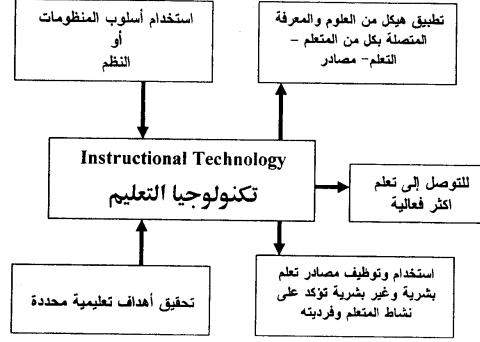 استخدام أسلوب المنظومات
أو
النظم
تطبيق هيكل من العلوم والمعرفة
المتصلة بكل من المتعلم –
التعلم– مصادر
Instructional Technology
تكنولوجيا التعليم
للتوصل إلى تعلم
اكثر فعالية
تحقيق أهداف تعليمية محددة
استخدام وتوظيف مصادر تعلم
بشرية وغير بشرية تؤكد على
نشاط المتعلم وفرديته